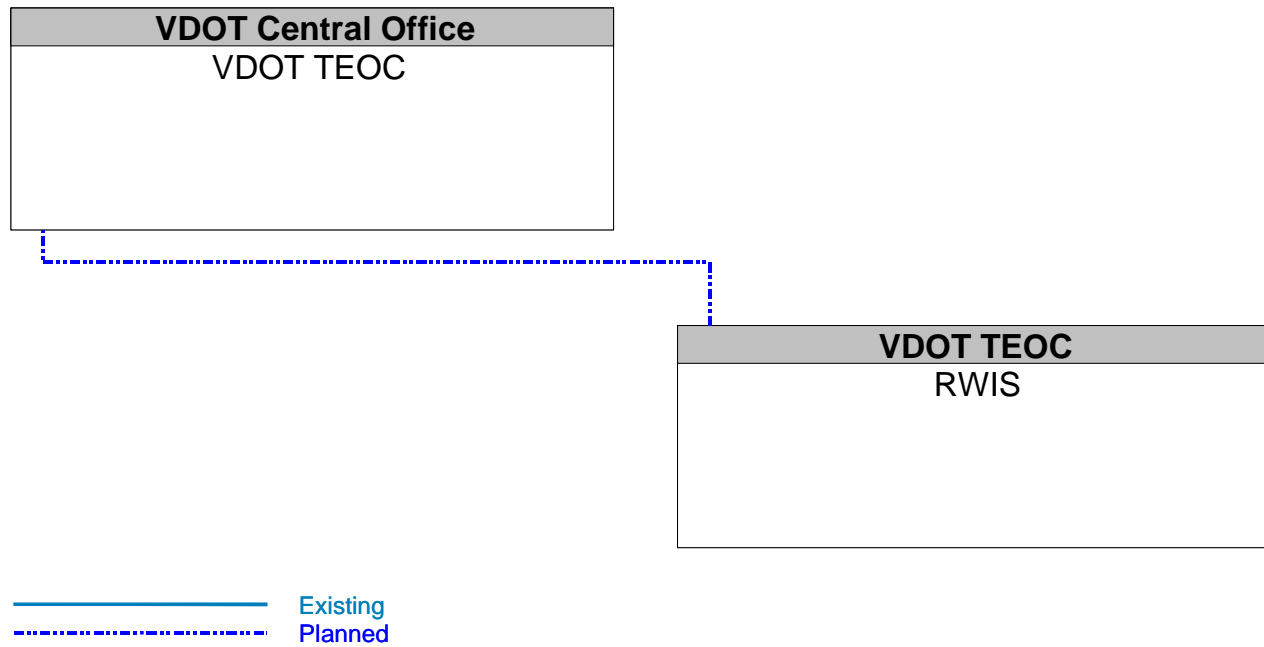 VDOT Central Office
VDOT TEOC
VDOT TEOC
RWIS
Existing
Planned